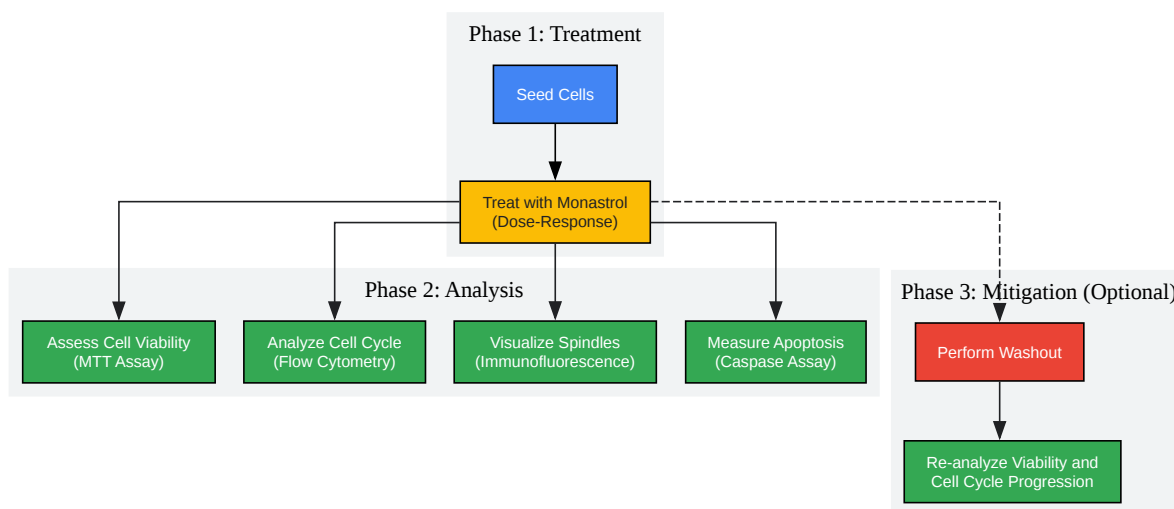 Phase 1: Treatment
Seed Cells
Treat with Monastrol
(Dose-Response)
Phase 2: Analysis
Assess Cell Viability
(MTT Assay)
Analyze Cell Cycle
(Flow Cytometry)
Visualize Spindles
(Immunofluorescence)
Measure Apoptosis
(Caspase Assay)
Phase 3: Mitigation (Optional)
Perform Washout
Re-analyze Viability and
Cell Cycle Progression